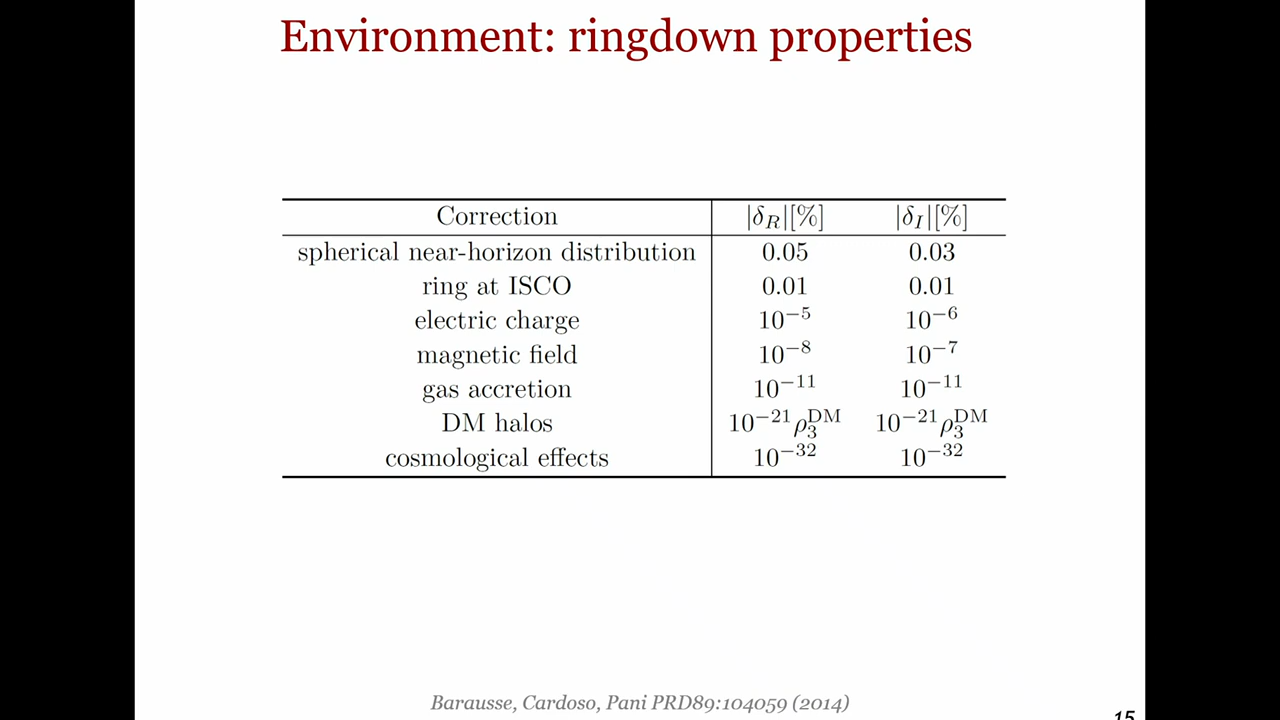 Environment: ringdown properties
Correction |δ_R|[%] |δ_I|[%]
spherical near-horizon distribution 0.05 0.03
ring at ISCO 0.01 0.01
electric charge 10⁻⁵ 10⁻⁶
magnetic field 10⁻⁸ 10⁻⁷
gas accretion 10⁻¹¹ 10⁻¹¹
DM halos 10⁻²¹ρ₃^DM 10⁻²¹ρ₃^DM
cosmological effects 10⁻³² 10⁻³²
Barausse, Cardoso, Pani PRD89:104059 (2014)
15